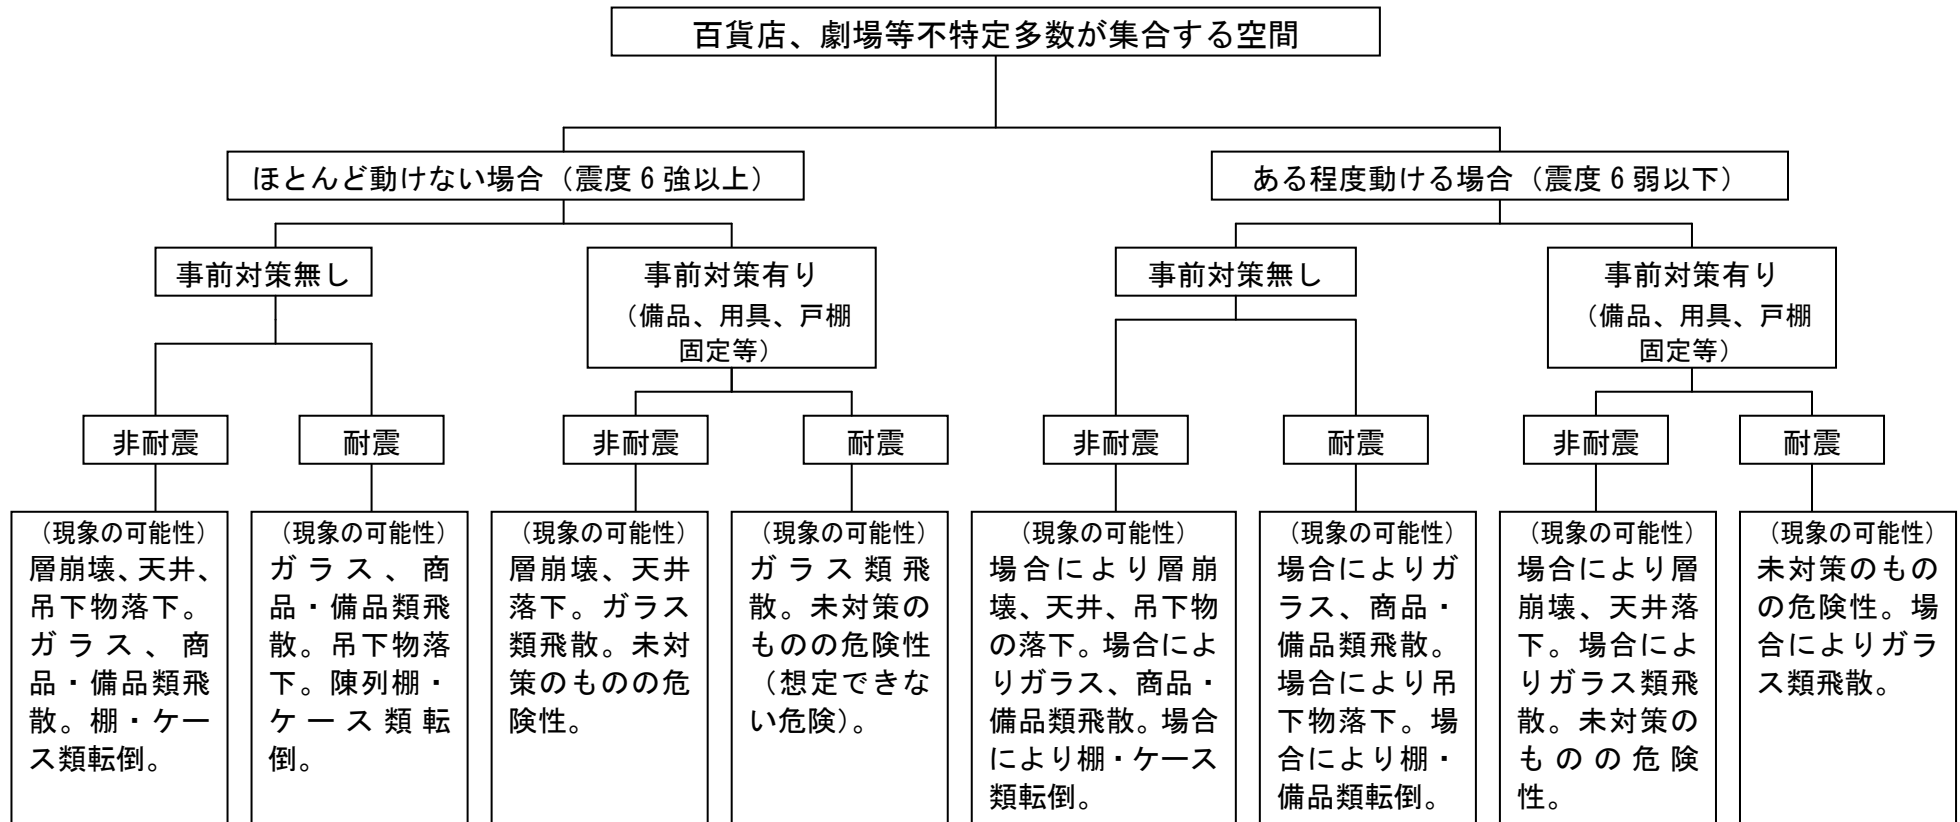 百貨店、劇場等不特定多数が集合する空間
ほとんど動けない場合（震度６強以上）
ある程度動ける場合（震度６弱以下）
事前対策無し
事前対策有り
（備品、用具、戸棚
固定等）
事前対策無し
事前対策有り
（備品、用具、戸棚
固定等）
非耐震
耐震
非耐震
耐震
非耐震
耐震
非耐震
耐震
（現象の可能性）
層崩壊、天井、
吊下物落下。
ガラス、商
品・備品類飛
散。棚・ケー
ス類転倒。
（現象の可能性）
ガラス、商
品・備品類飛
散。吊下物落
下。陳列棚・
ケース類転
倒。
（現象の可能性）
層崩壊、天井
落下。ガラス
類飛散。未対
策のものの危
険性。
（現象の可能性）
ガラス類飛
散。未対策の
ものの危険性
（想定できな
い危険）。
（現象の可能性）
場合により層崩
壊、天井、吊下物
の落下。場合によ
りガラス、商品・
備品類飛散。場合
により棚・ケース
類転倒。
（現象の可能性）
場合によりガ
ラス、商品・
備品類飛散。
場合により吊
下物落下。場
合により棚・
備品類転倒。
（現象の可能性）
場合により層
崩壊、天井落
下。場合によ
りガラス類飛
散。未対策の
ものの危険
性。
（現象の可能性）
未対策のもの
の危険性。場
合によりガラ
ス類飛散。